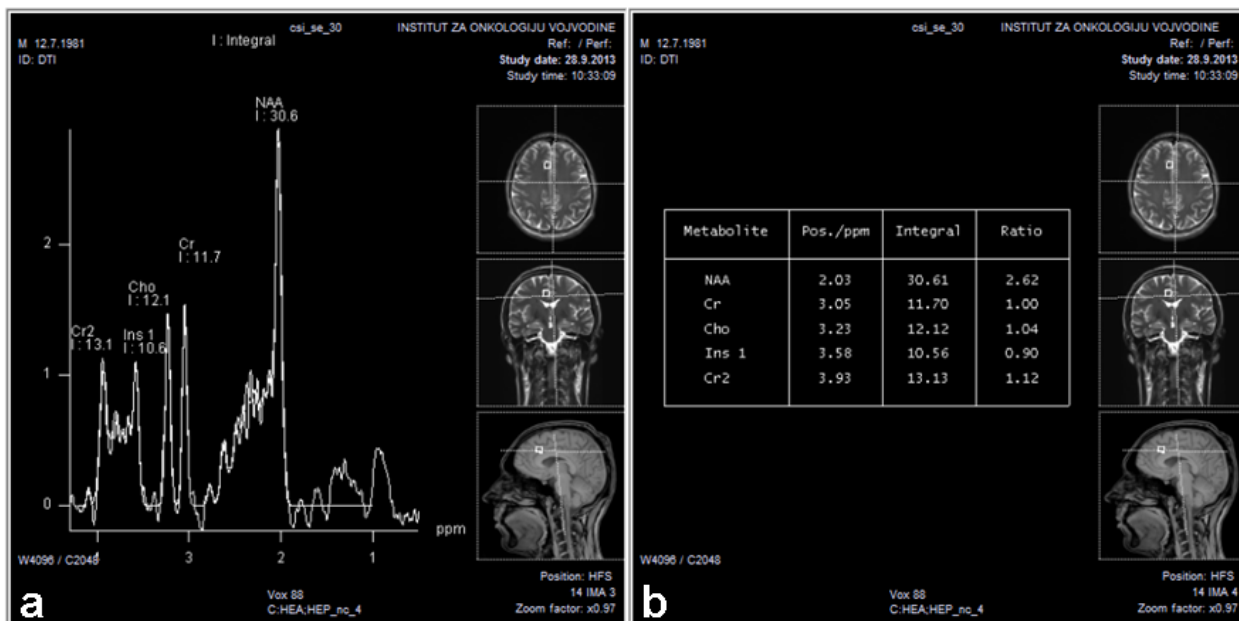 csi_se_30
INSTITUT ZA ONKOLOGIJU VOJVODINE
M 12.7.1981
I : Integral
Ref: / Perf:
ID: DTI
Study date: 28.9.2013
Study time: 10:33:09
NAA
I : 30.6
Cr
I : 11.7
Cho
I : 12.1
Cr2
I : 13.1
Ins 1
I : 10.6
2
1
0
ppm
4 3 2 1
W4096 / C2048
Position: HFS
Vox 88
14 IMA 3
C:HEA;HEP_nc_4
Zoom factor: x0.97
a
csi_se_30
INSTITUT ZA ONKOLOGIJU VOJVODINE
M 12.7.1981
Ref: / Perf:
ID: DTI
Study date: 28.9.2013
Study time: 10:33:09
Metabolite Pos./ppm Integral Ratio
NAA 2.03 30.61 2.62
Cr 3.05 11.70 1.00
Cho 3.23 12.12 1.04
Ins 1 3.58 10.56 0.90
Cr2 3.93 13.13 1.12
W4096 / C2048
Position: HFS
Vox 88
14 IMA 4
C:HEA;HEP_nc_4
Zoom factor: x0.97
b